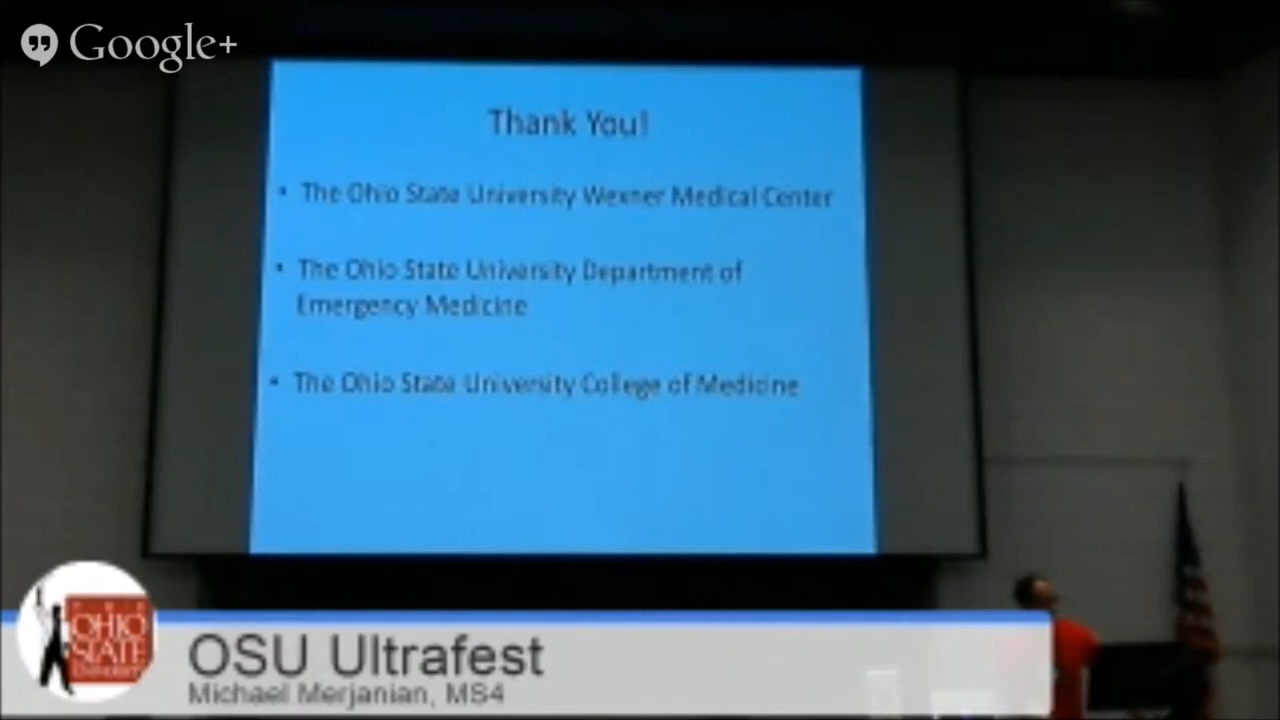 Google+
Thank You!
• The Ohio State University Wexner Medical Center
• The Ohio State University Department of
Emergency Medicine
• The Ohio State University College of Medicine
THE
OHIO
STATE
UNIVERSITY
OSU Ultrafest
Michael Merjanian, MS4